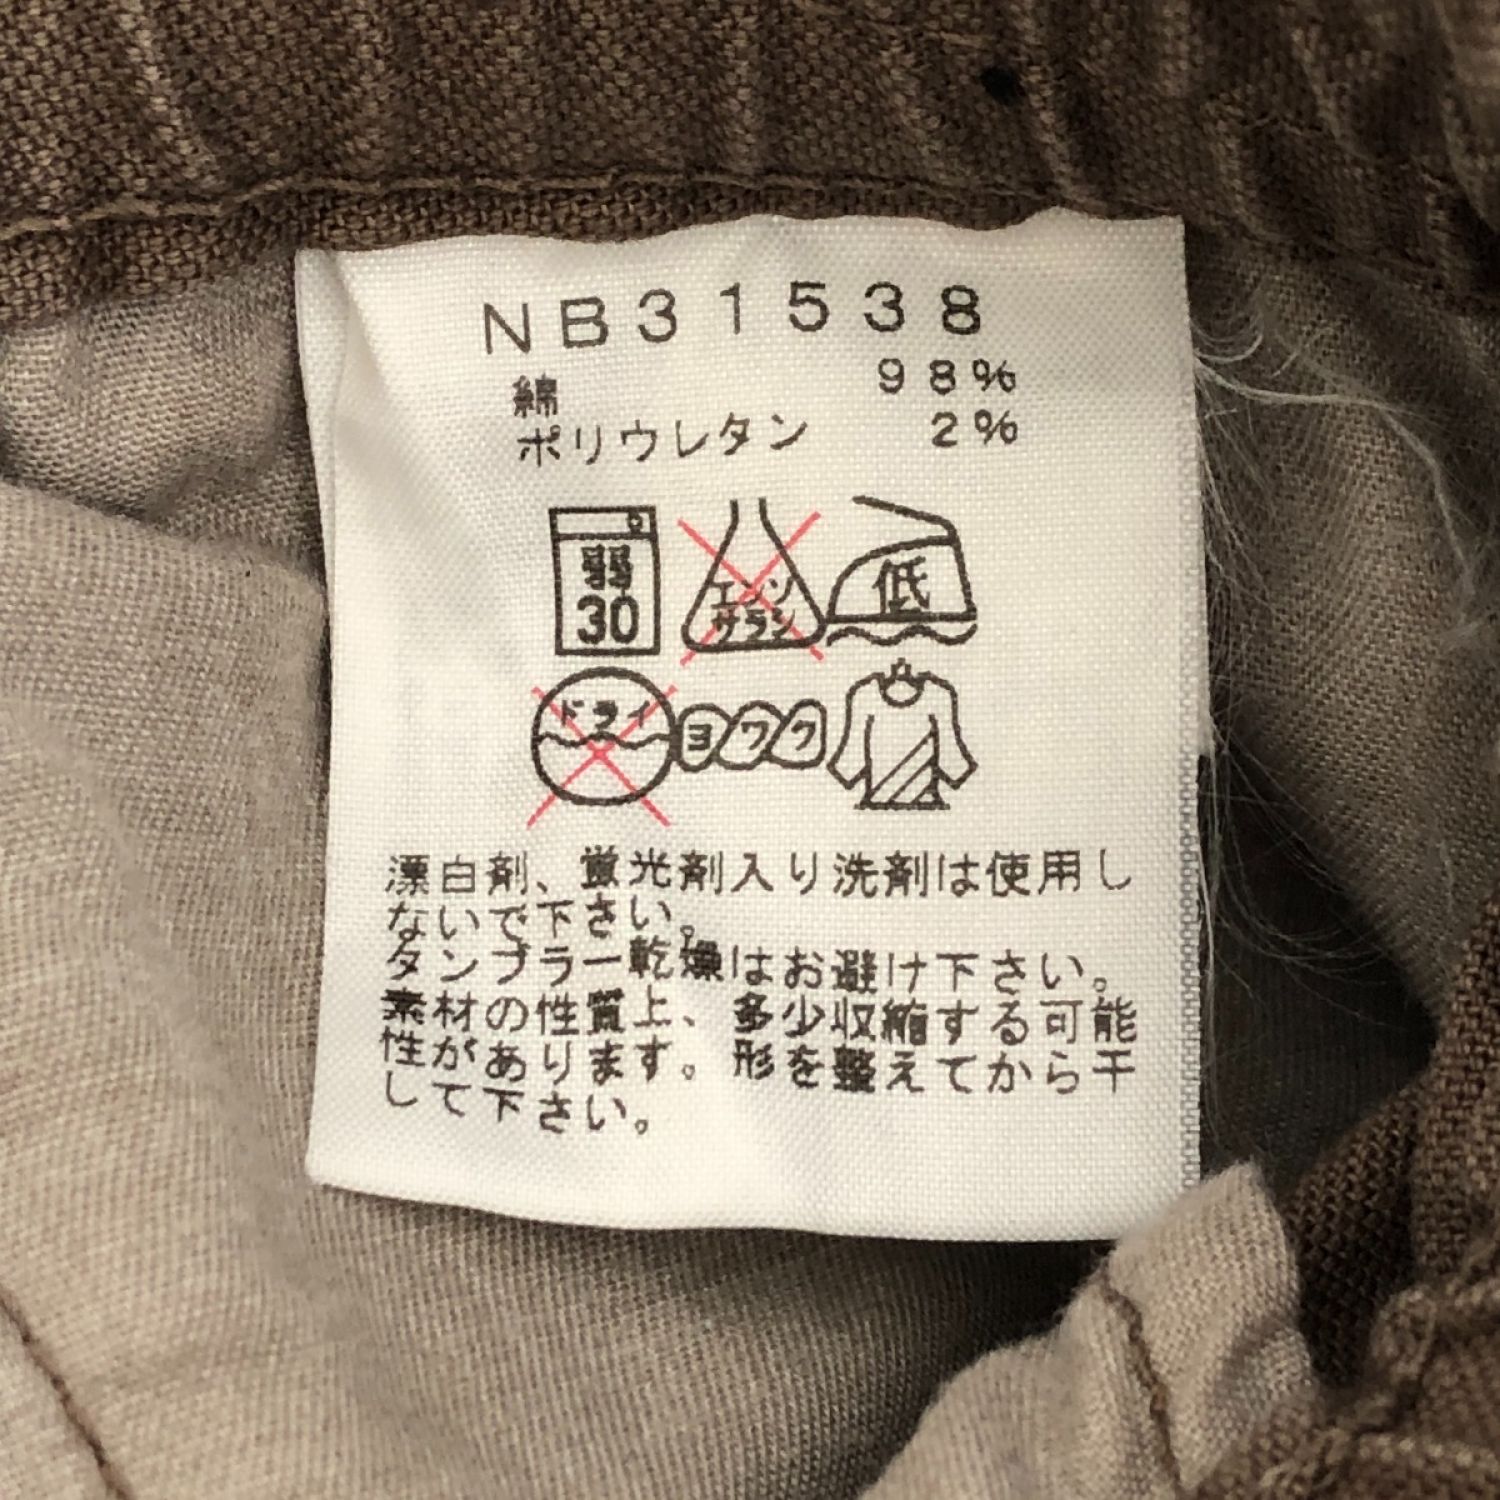 NB31538
綿 98%
ポリウレタン 2%
弱
30
エンソ
サラシ
低
ドライ
ヨワク
漂白剤、蛍光剤入り洗剤は使用し
ないで下さい。
タンブラー乾燥はお避け下さい。
素材の性質上、多少収縮する可能
性があります。形を整えてから干
して下さい。